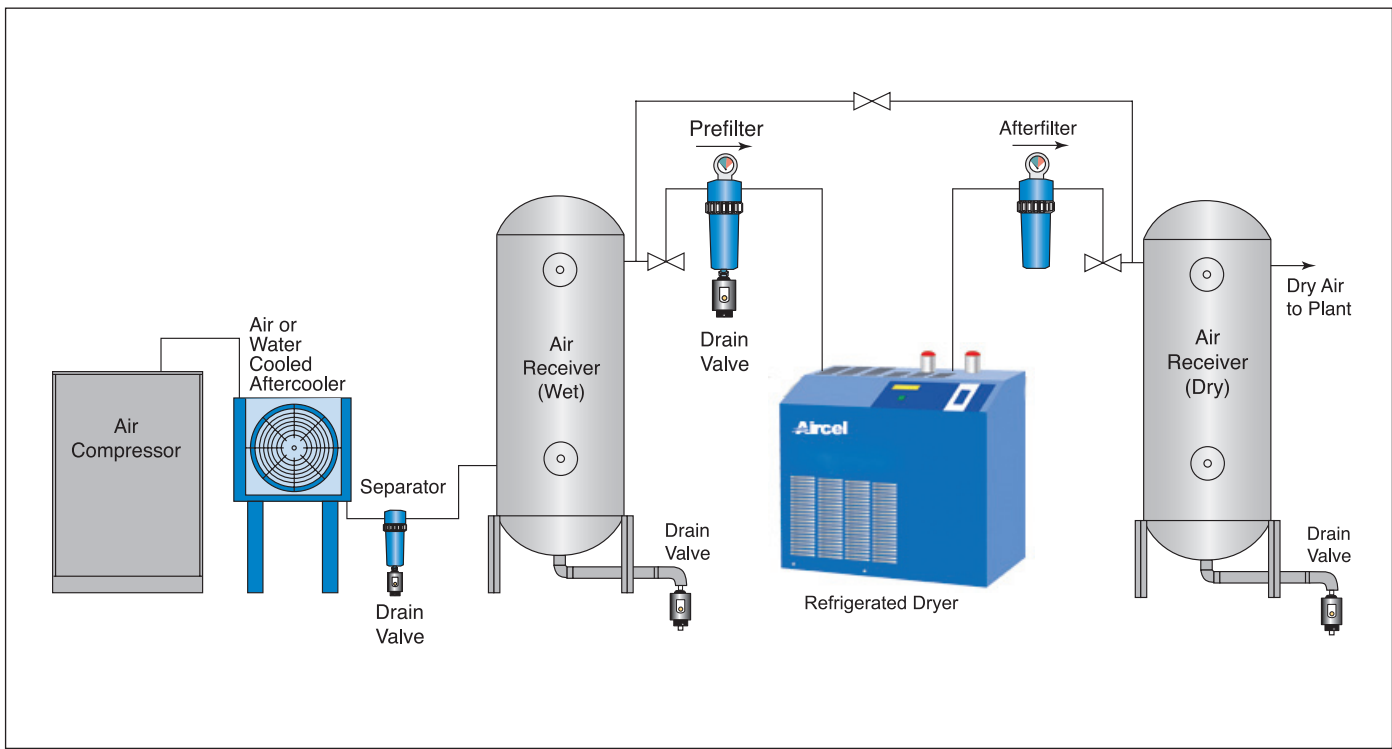 Prefilter
Afterfilter
Drain
Valve
Dry Air
to Plant
Air or
Water
Cooled
Aftercooler
Air
Receiver
(Wet)
Air
Receiver
(Dry)
Air
Compressor
Aircel
Separator
Drain
Valve
Drain
Valve
Drain
Valve
Refrigerated Dryer